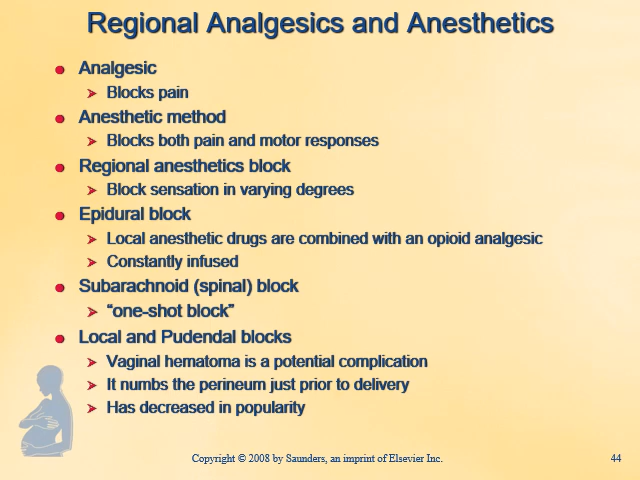 Regional Analgesics and Anesthetics
Analgesic
Blocks pain
Anesthetic method
Blocks both pain and motor responses
Regional anesthetics block
Block sensation in varying degrees
Epidural block
Local anesthetic drugs are combined with an opioid analgesic
Constantly infused
Subarachnoid (spinal) block
“one-shot block”
Local and Pudendal blocks
Vaginal hematoma is a potential complication
It numbs the perineum just prior to delivery
Has decreased in popularity
Copyright © 2008 by Saunders, an imprint of Elsevier Inc.
44